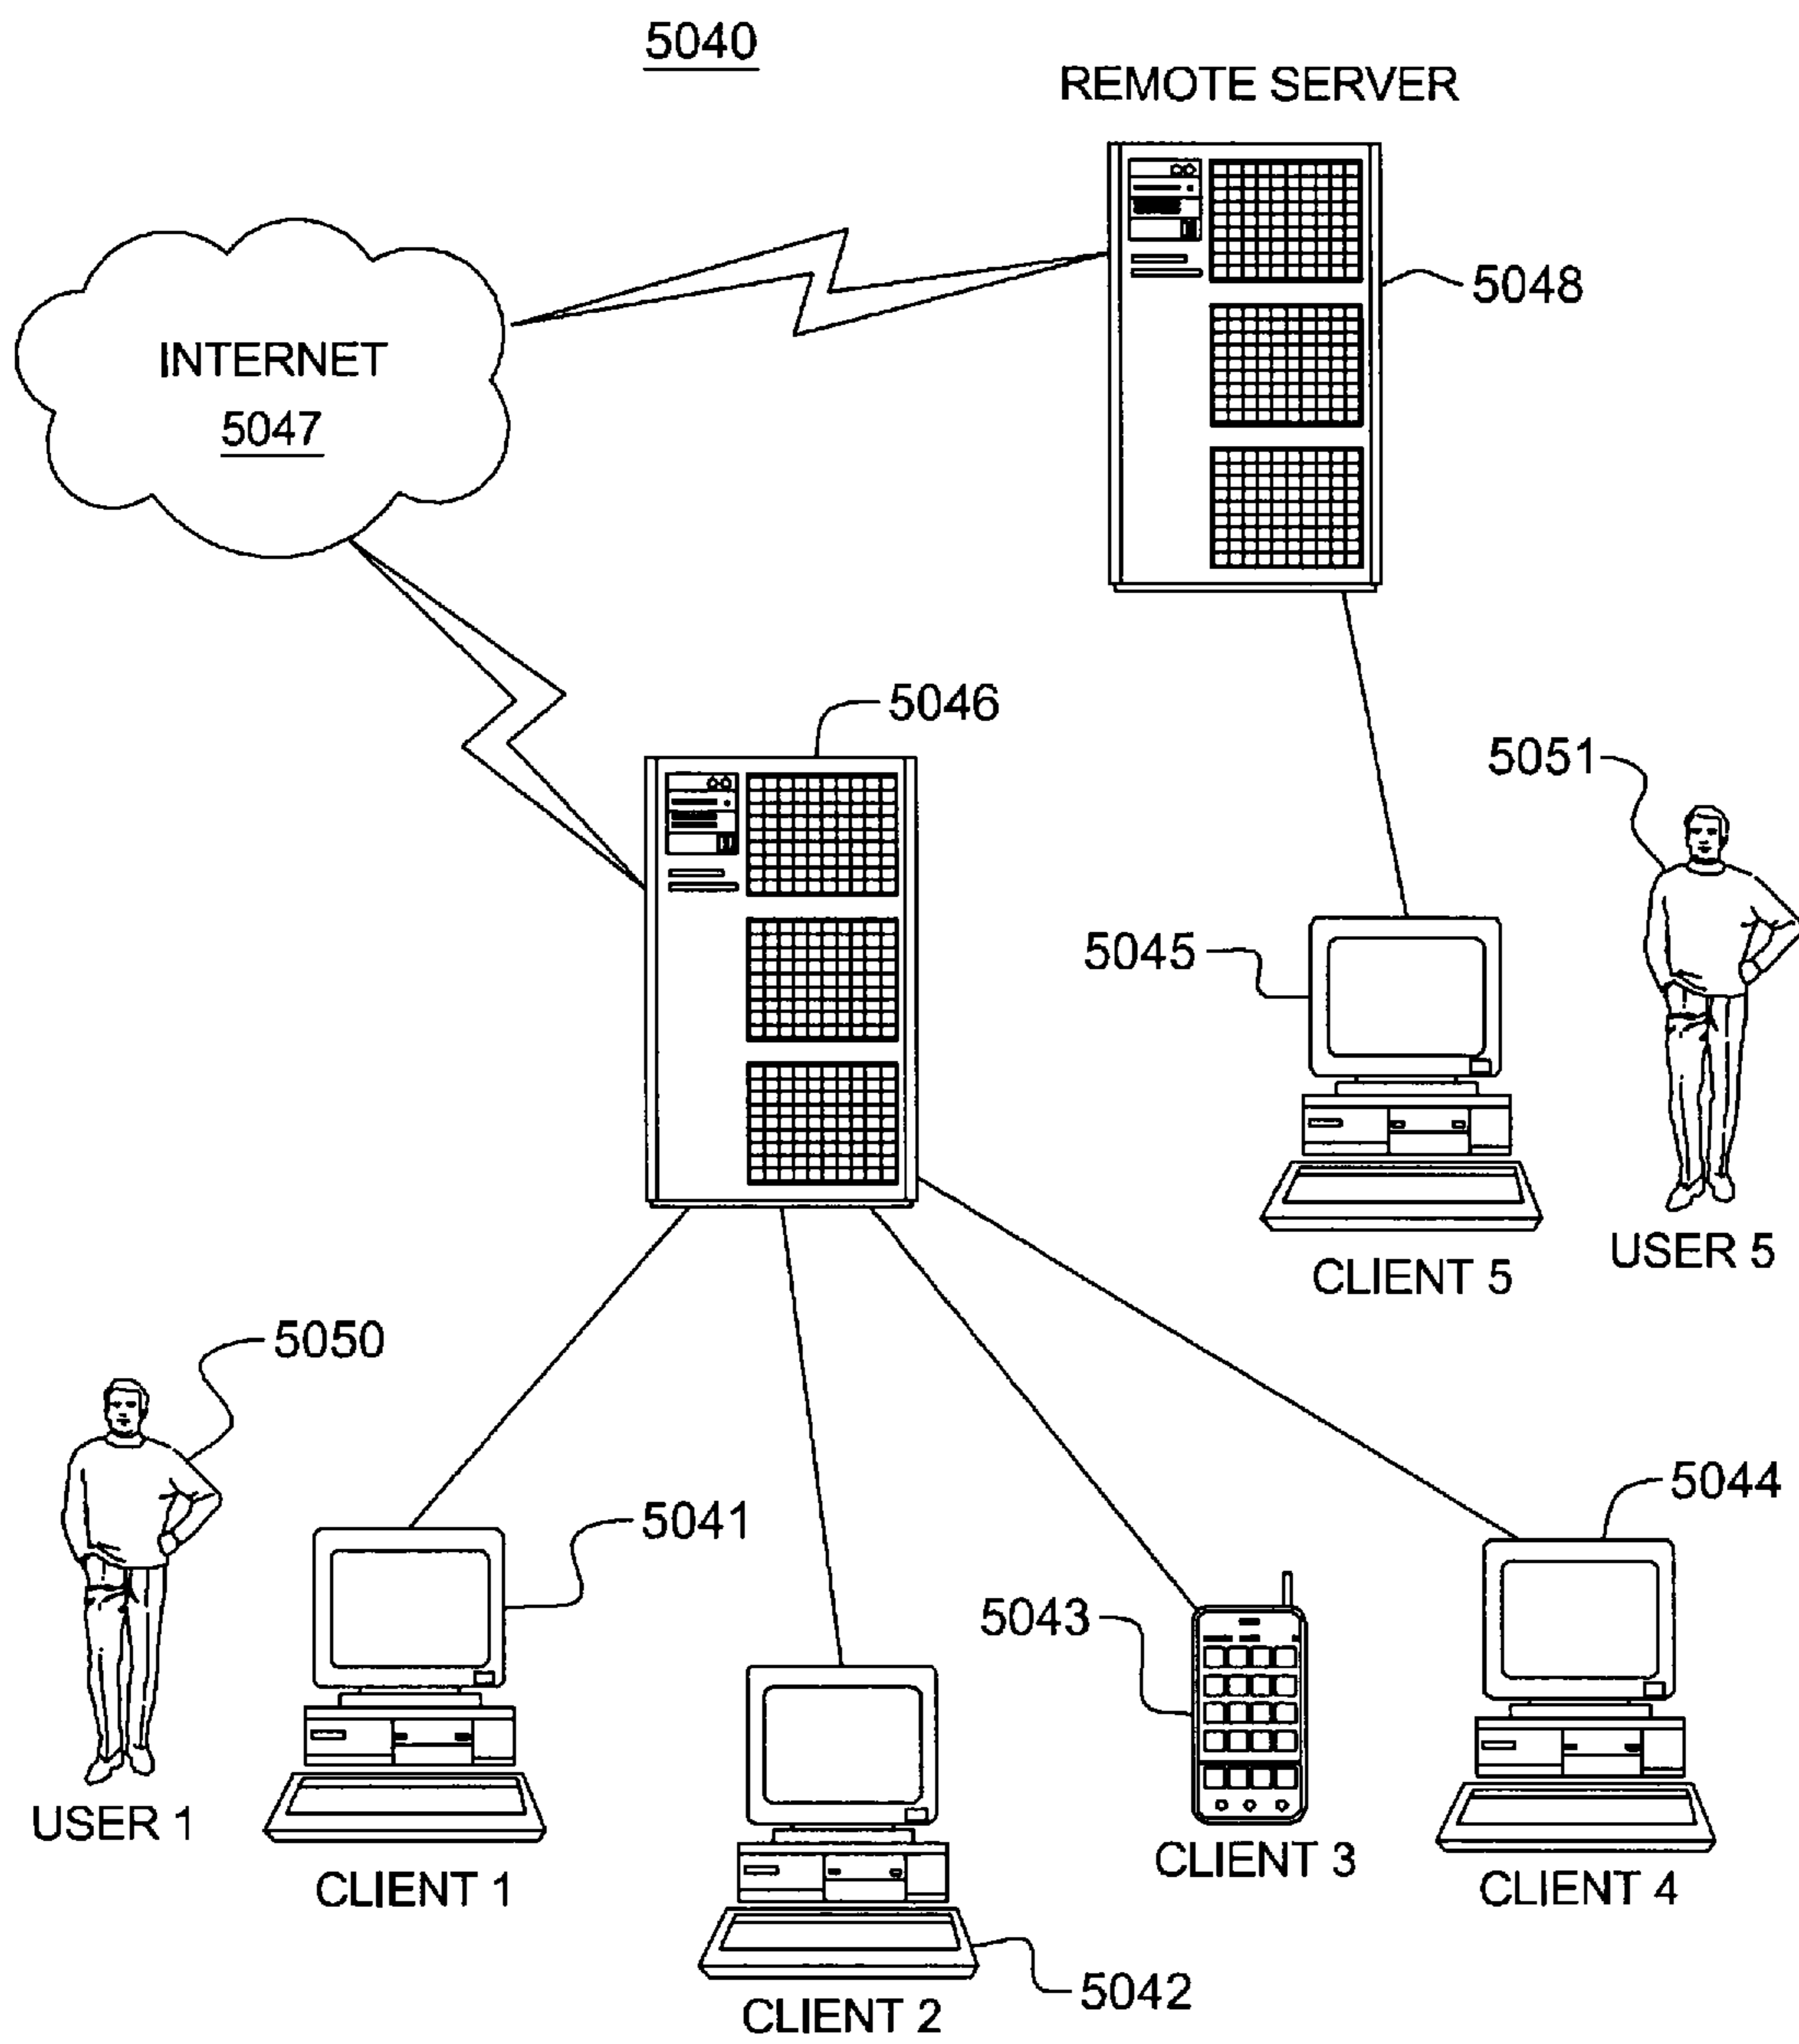 5040
REMOTE SERVER
5048
INTERNET
5047
5046
5051
5045
USER 5
CLIENT 5
5050
5041
5044
5043
USER 1
CLIENT 1
CLIENT 3
CLIENT 4
5042
CLIENT 2